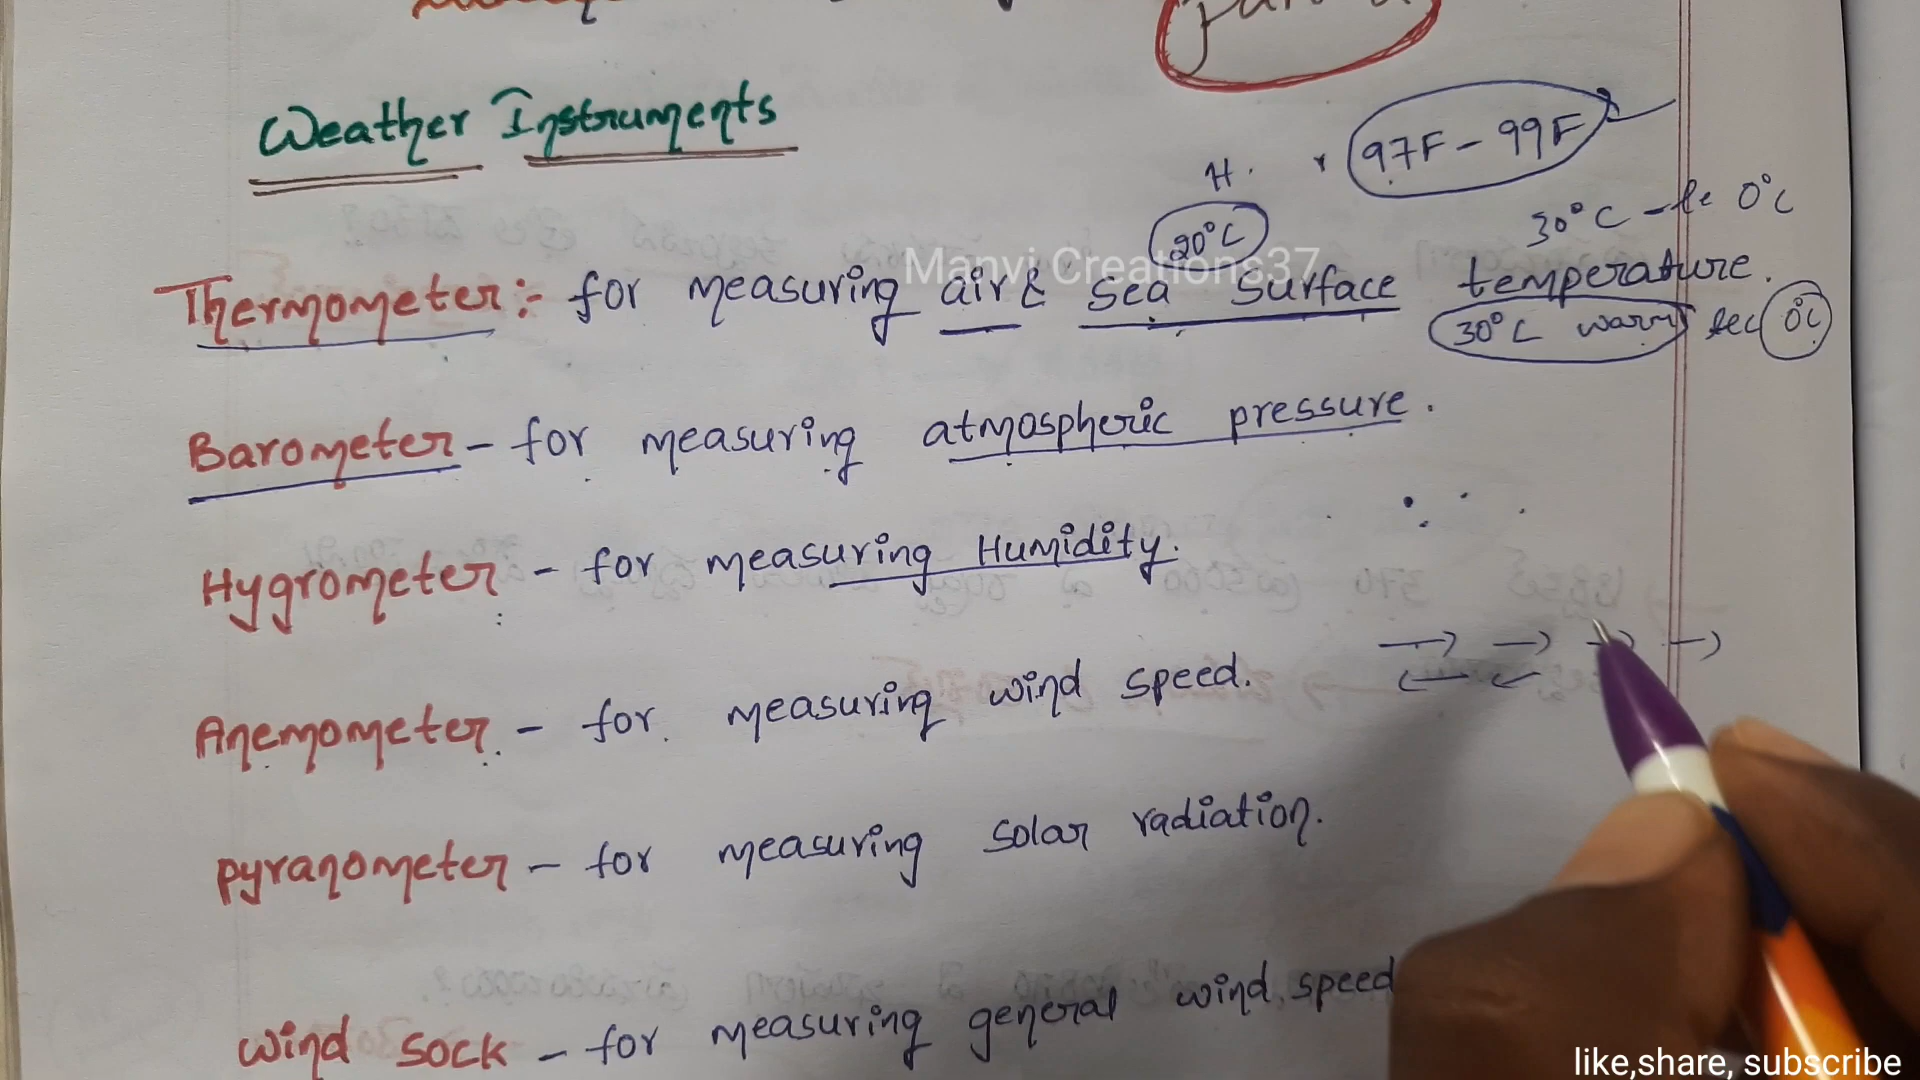 Weather Instruments
H.
97F - 99F
20°C
30°C - 0°C
Manvi Creations37
Thermometer:- for measuring air & sea surface temperature.
30°C warm 0°C
Barometer - for measuring atmospheric pressure.
Hygrometer - for measuring Humidity.
Anemometer - for measuring wind speed.
pyranometer - for measuring solar radiation.
wind sock - for measuring general wind speed
like,share, subscribe